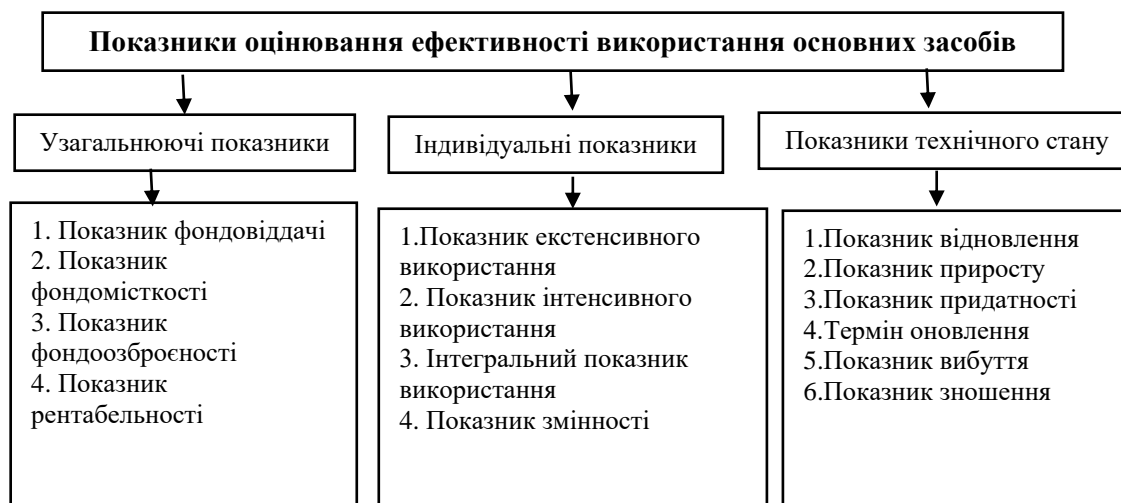 Показники оцінювання ефективності використання основних засобів
Узагальнюючі показники
Індивідуальні показники
Показники технічного стану
1. Показник фондовіддачі
2. Показник
фондомісткості
3. Показник
фондоозброєності
4. Показник
рентабельності
1.Показник екстенсивного
використання
2. Показник інтенсивного
використання
3. Інтегральний показник
використання
4. Показник змінності
1.Показник відновлення
2.Показник приросту
3.Показник придатності
4.Термін оновлення
5.Показник вибуття
6.Показник зношення